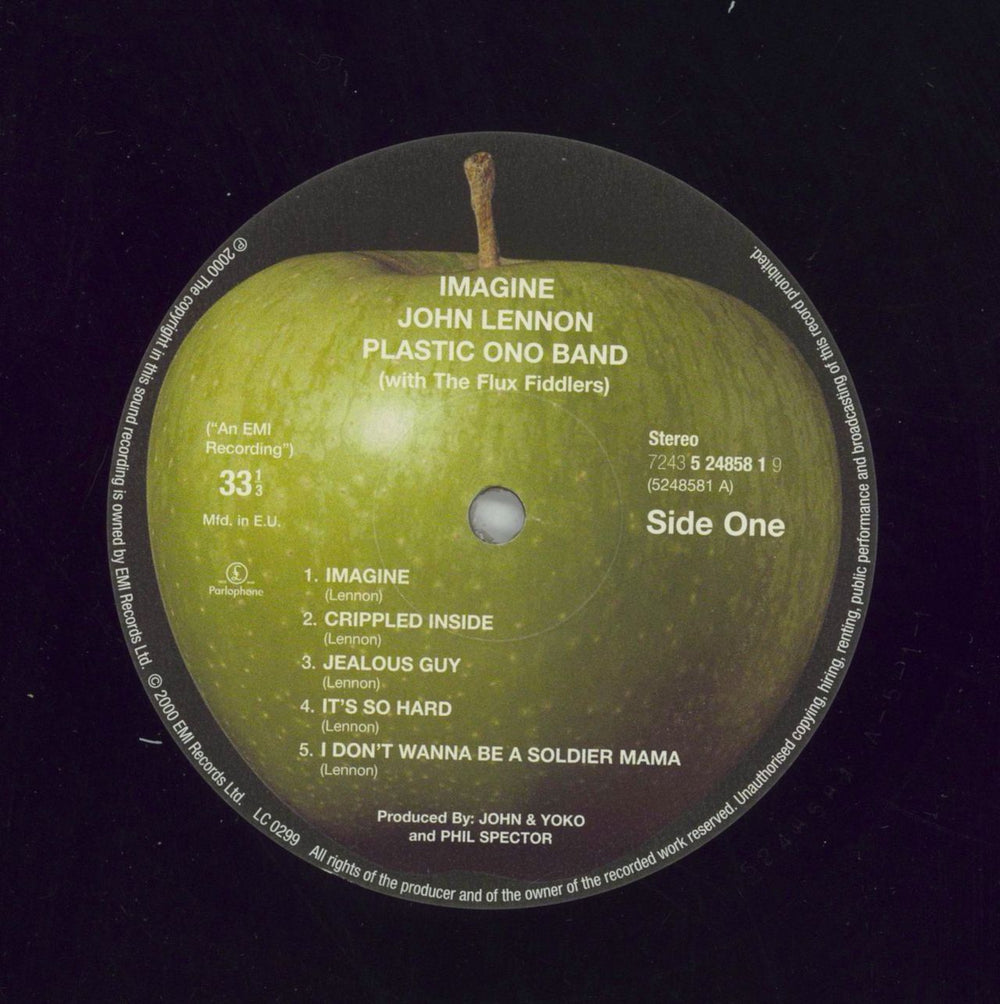 IMAGINE
JOHN LENNON
PLASTIC ONO BAND
(with The Flux Fiddlers)
("An EMI
Recording")
33 1/3
Mfd. in E.U.
Parlophone
Stereo
7243 5 24858 1 9
(5248581 A)
Side One
1. IMAGINE
(Lennon)
2. CRIPPLED INSIDE
(Lennon)
3. JEALOUS GUY
(Lennon)
4. IT'S SO HARD
(Lennon)
5. I DON'T WANNA BE A SOLDIER MAMA
(Lennon)
Produced By: JOHN & YOKO
and PHIL SPECTOR
℗ 2000 The copyright in this sound recording is owned by EMI Records Ltd. © 2000 EMI Records Ltd. LC 0299 All rights of the producer and of the owner of the recorded work reserved. Unauthorised copying, hiring, renting, public performance and broadcasting of this record prohibited.